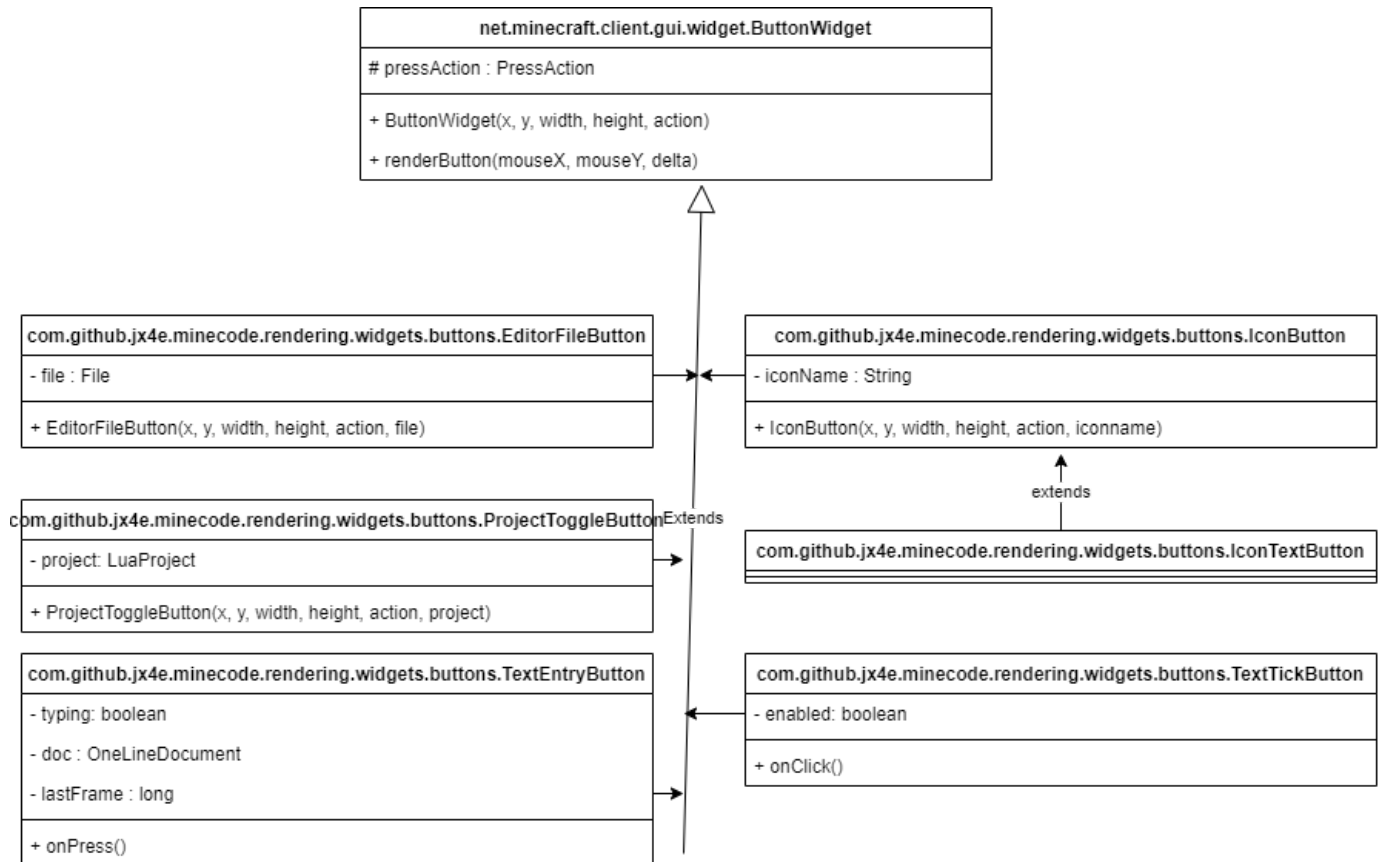 net.minecraft.client.gui.widget.ButtonWidget
# pressAction : PressAction
+ ButtonWidget(x, y, width, height, action)
+ renderButton(mouseX, mouseY, delta)
com.github.jx4e.minecode.rendering.widgets.buttons.EditorFileButton
- file : File
+ EditorFileButton(x, y, width, height, action, file)
com.github.jx4e.minecode.rendering.widgets.buttons.IconButton
- iconName : String
+ IconButton(x, y, width, height, action, iconname)
extends
com.github.jx4e.minecode.rendering.widgets.buttons.ProjectToggleButton
- project: LuaProject
+ ProjectToggleButton(x, y, width, height, action, project)
Extends
com.github.jx4e.minecode.rendering.widgets.buttons.IconTextButton
com.github.jx4e.minecode.rendering.widgets.buttons.TextEntryButton
- typing: boolean
- doc : OneLineDocument
- lastFrame : long
+ onPress()
com.github.jx4e.minecode.rendering.widgets.buttons.TextTickButton
- enabled: boolean
+ onClick()